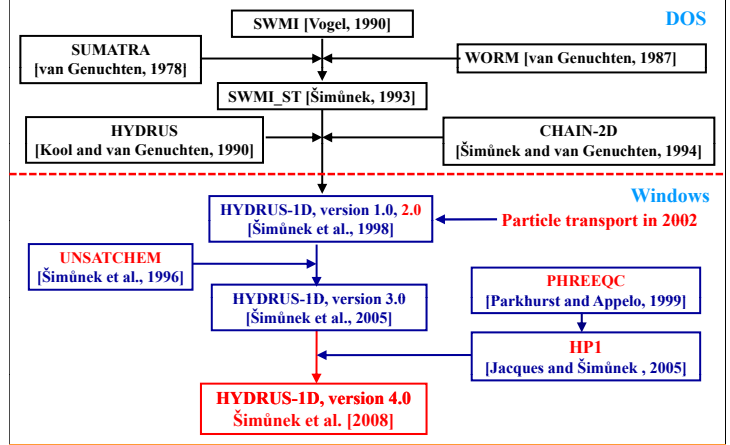 DOS
SWMI [Vogel, 1990]
SUMATRA
[van Genuchten, 1978]
WORM [van Genuchten, 1987]
SWMI_ST [Šimůnek, 1993]
HYDRUS
[Kool and van Genuchten, 1990]
CHAIN-2D
[Šimůnek and van Genuchten, 1994]
Windows
HYDRUS-1D, version 1.0, 2.0
[Šimůnek et al., 1998]
Particle transport in 2002
UNSATCHEM
[Šimůnek et al., 1996]
HYDRUS-1D, version 3.0
[Šimůnek et al., 2005]
PHREEQC
[Parkhurst and Appelo, 1999]
HP1
[Jacques and Šimůnek , 2005]
HYDRUS-1D, version 4.0
Šimůnek et al. [2008]